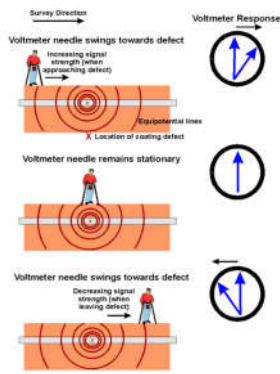 Survey Direction
Voltmeter Response
Voltmeter needle swings towards defect
Increasing signal
strength (when
approaching defect)
Equipotential lines
X Location of coating defect
Voltmeter needle remains stationary
Voltmeter needle swings towards defect
Decreasing signal
strength (when
leaving defect)